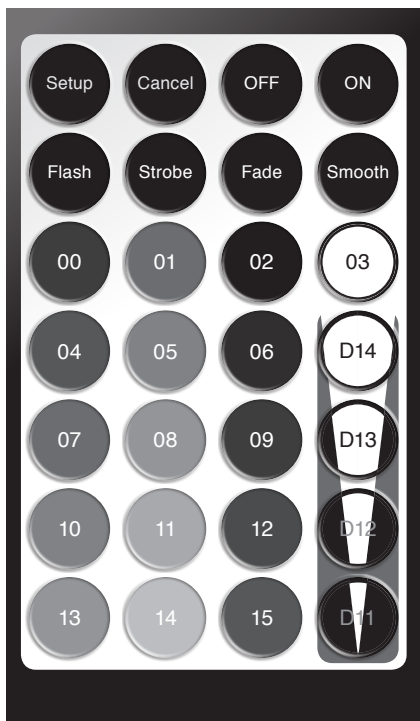 Setup Cancel OFF ON
Flash Strobe Fade Smooth
00 01 02 03
04 05 06 D14
07 08 09 D13
10 11 12 D12
13 14 15 D11